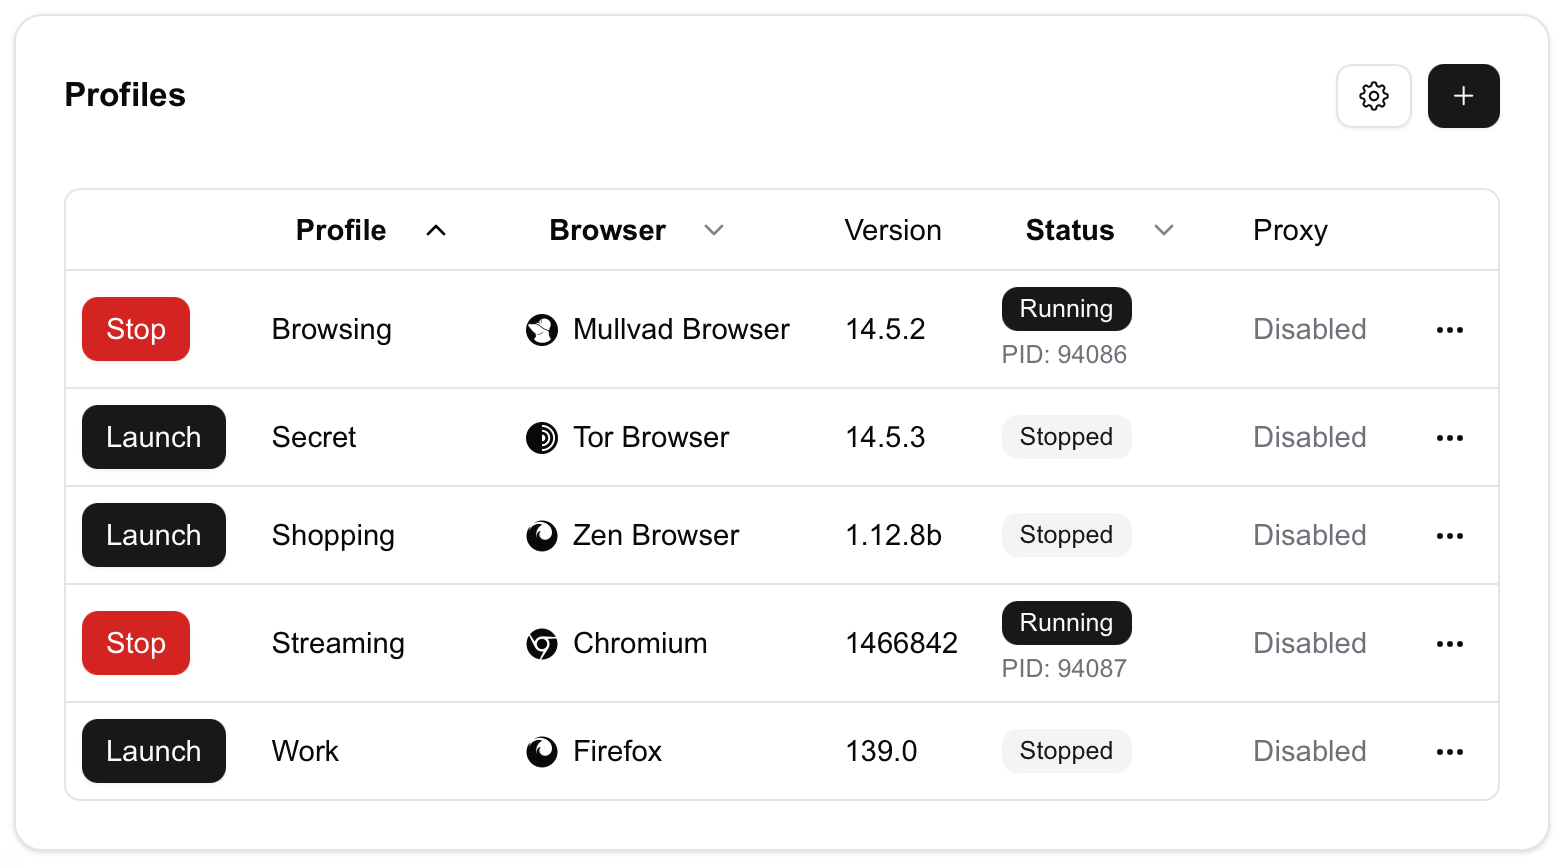 Profiles
Profile Browser Version Status Proxy
Stop Browsing Mullvad Browser 14.5.2 Running Disabled
PID: 94086
Launch Secret Tor Browser 14.5.3 Stopped Disabled
Launch Shopping Zen Browser 1.12.8b Stopped Disabled
Stop Streaming Chromium 1466842 Running Disabled
PID: 94087
Launch Work Firefox 139.0 Stopped Disabled